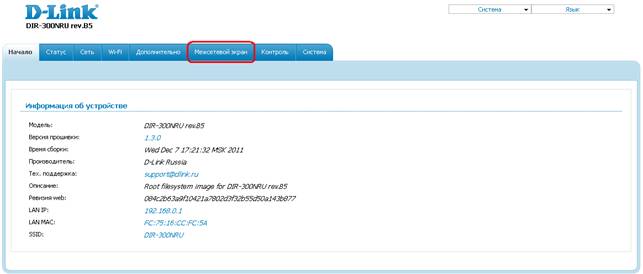 D-Link
DIR-300NRU rev.B5
Система
Язык
Начало Статус Сеть Wi-Fi Дополнительно Межсетевой экран Контроль Система
Информация об устройстве
Модель: DIR-300NRU rev.B5
Версия прошивки: 1.3.0
Время сборки: Wed Dec 7 17:21:32 MSK 2011
Производитель: D-Link Russia
Тех. поддержка: support@dlink.ru
Описание: Root filesystem image for DIR-300NRU rev.B5
Ревизия web: 084c2b63a9f10421a7802d3f32b55d50a143b877
LAN IP: 192.168.0.1
LAN MAC: FC:75:16:CC:FC:5A
SSID: DIR-300NRU